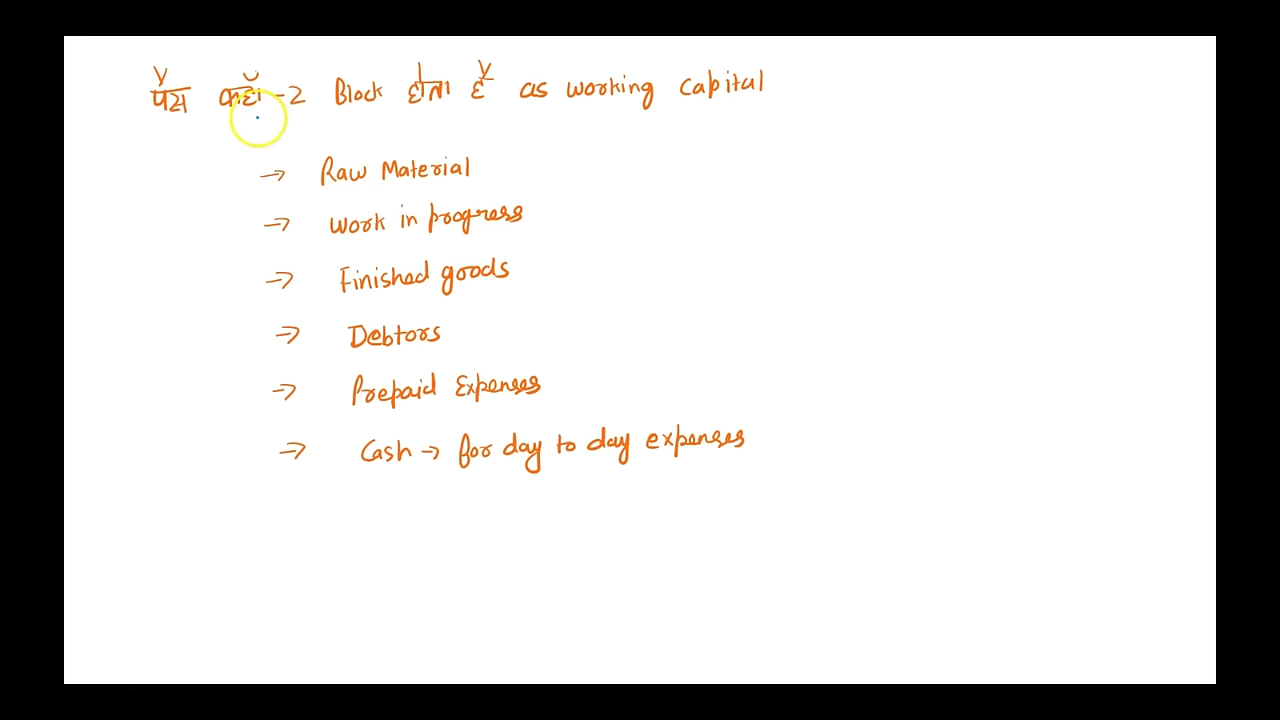 पैसा कहाँ-2 Block होता है as working capital
→ Raw Material
→ Work in progress
→ Finished goods
→ Debtors
→ Prepaid Expenses
→ Cash → for day to day expenses